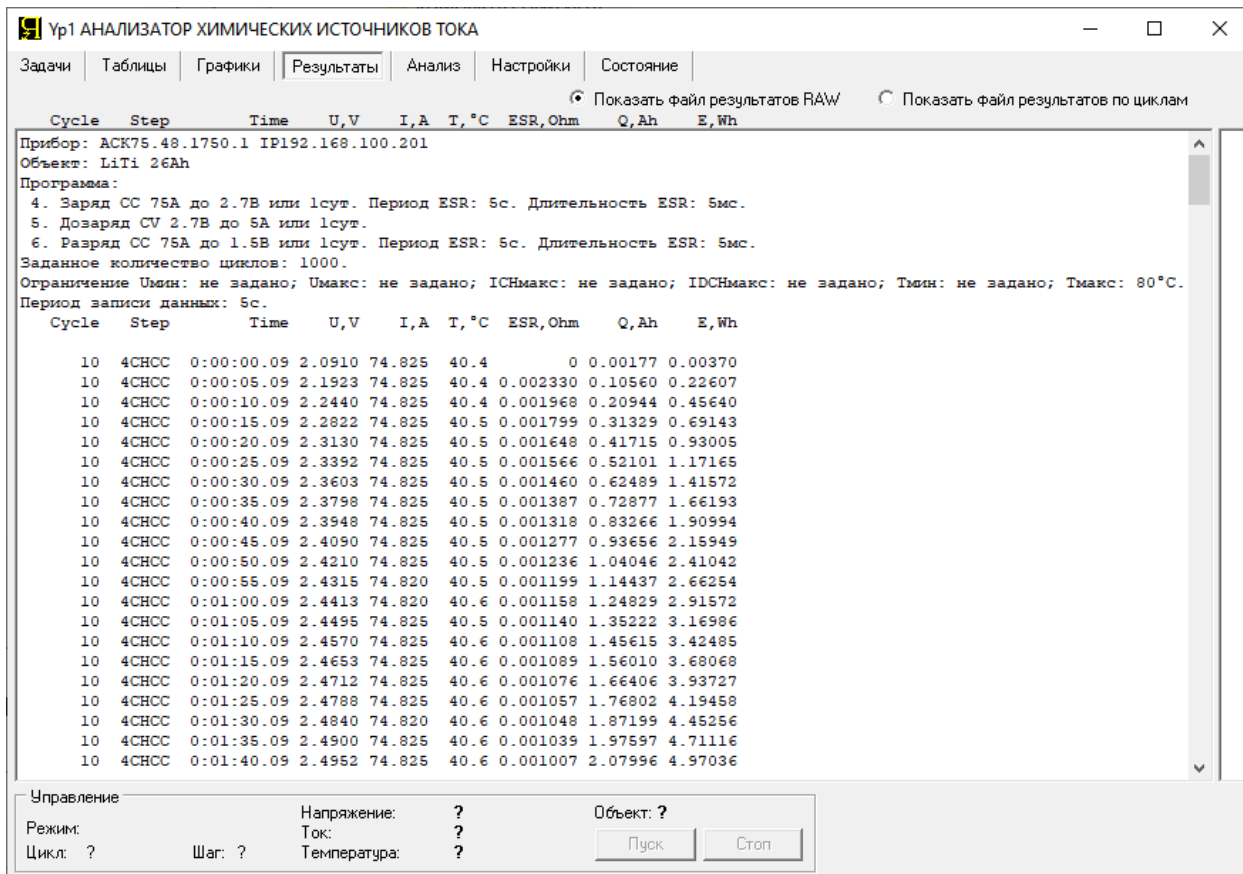 Yp1 АНАЛИЗАТОР ХИМИЧЕСКИХ ИСТОЧНИКОВ ТОКА
Задачи Таблицы Графики Результаты Анализ Настройки Состояние
Показать файл результатов RAW Показать файл результатов по циклам
Cycle Step Time U,V I,A T,°C ESR,Ohm Q,Ah E,Wh
Прибор: АСК75.48.1750.1 IP192.168.100.201
Объект: LiTi 26Ah
Программа:
4. Заряд CC 75А до 2.7В или 1сут. Период ESR: 5с. Длительность ESR: 5мс.
5. Дозаряд CV 2.7В до 5А или 1сут.
6. Разряд CC 75А до 1.5В или 1сут. Период ESR: 5с. Длительность ESR: 5мс.
Заданное количество циклов: 1000.
Ограничение Uмин: не задано; Uмакс: не задано; ICHмакс: не задано; IDCHмакс: не задано; Tмин: не задано; Tмакс: 80°C.
Период записи данных: 5с.
Cycle Step Time U,V I,A T,°C ESR,Ohm Q,Ah E,Wh
10 4CHCC 0:00:00.09 2.0910 74.825 40.4 0 0.00177 0.00370
10 4CHCC 0:00:05.09 2.1923 74.825 40.4 0.002330 0.10560 0.22607
10 4CHCC 0:00:10.09 2.2440 74.825 40.4 0.001968 0.20944 0.45640
10 4CHCC 0:00:15.09 2.2822 74.825 40.5 0.001799 0.31329 0.69143
10 4CHCC 0:00:20.09 2.3130 74.825 40.5 0.001648 0.41715 0.93005
10 4CHCC 0:00:25.09 2.3392 74.825 40.5 0.001566 0.52101 1.17165
10 4CHCC 0:00:30.09 2.3603 74.825 40.5 0.001460 0.62489 1.41572
10 4CHCC 0:00:35.09 2.3798 74.825 40.5 0.001387 0.72877 1.66193
10 4CHCC 0:00:40.09 2.3948 74.825 40.5 0.001318 0.83266 1.90994
10 4CHCC 0:00:45.09 2.4090 74.825 40.5 0.001277 0.93656 2.15949
10 4CHCC 0:00:50.09 2.4210 74.825 40.5 0.001236 1.04046 2.41042
10 4CHCC 0:00:55.09 2.4315 74.820 40.5 0.001199 1.14437 2.66254
10 4CHCC 0:01:00.09 2.4413 74.820 40.6 0.001158 1.24829 2.91572
10 4CHCC 0:01:05.09 2.4495 74.820 40.5 0.001140 1.35222 3.16986
10 4CHCC 0:01:10.09 2.4570 74.825 40.6 0.001108 1.45615 3.42485
10 4CHCC 0:01:15.09 2.4653 74.825 40.6 0.001089 1.56010 3.68068
10 4CHCC 0:01:20.09 2.4712 74.825 40.6 0.001076 1.66406 3.93727
10 4CHCC 0:01:25.09 2.4788 74.825 40.6 0.001057 1.76802 4.19458
10 4CHCC 0:01:30.09 2.4840 74.820 40.6 0.001048 1.87199 4.45256
10 4CHCC 0:01:35.09 2.4900 74.825 40.6 0.001039 1.97597 4.71116
10 4CHCC 0:01:40.09 2.4952 74.825 40.6 0.001007 2.07996 4.97036
Управление
Напряжение: ? Объект: ?
Режим: Ток: ? Пуск Стоп
Цикл: ? Шаг: ? Температура: ?